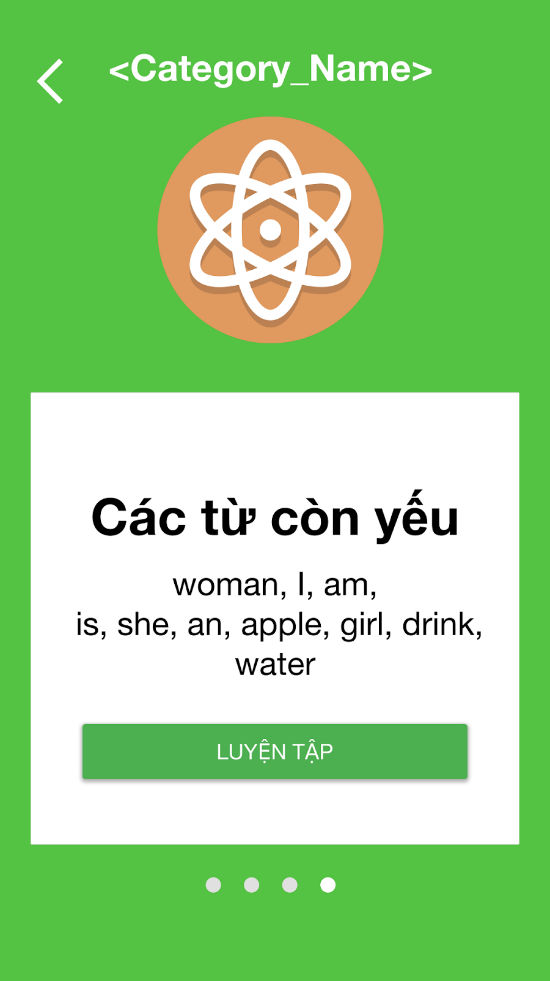 <Category_Name>
Các từ còn yếu
woman, I, am,
is, she, an, apple, girl, drink,
water
LUYỆN TẬP